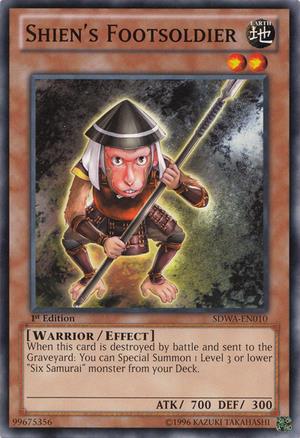 SHIEN'S FOOTSOLDIER
EARTH
地
1st Edition
SDWA-EN010
[WARRIOR / EFFECT]
When this card is destroyed by battle and sent to the
Graveyard: You can Special Summon 1 Level 3 or lower
"Six Samurai" monster from your Deck.
ATK/ 700 DEF/ 300
99675356
©1996 KAZUKI TAKAHASHI